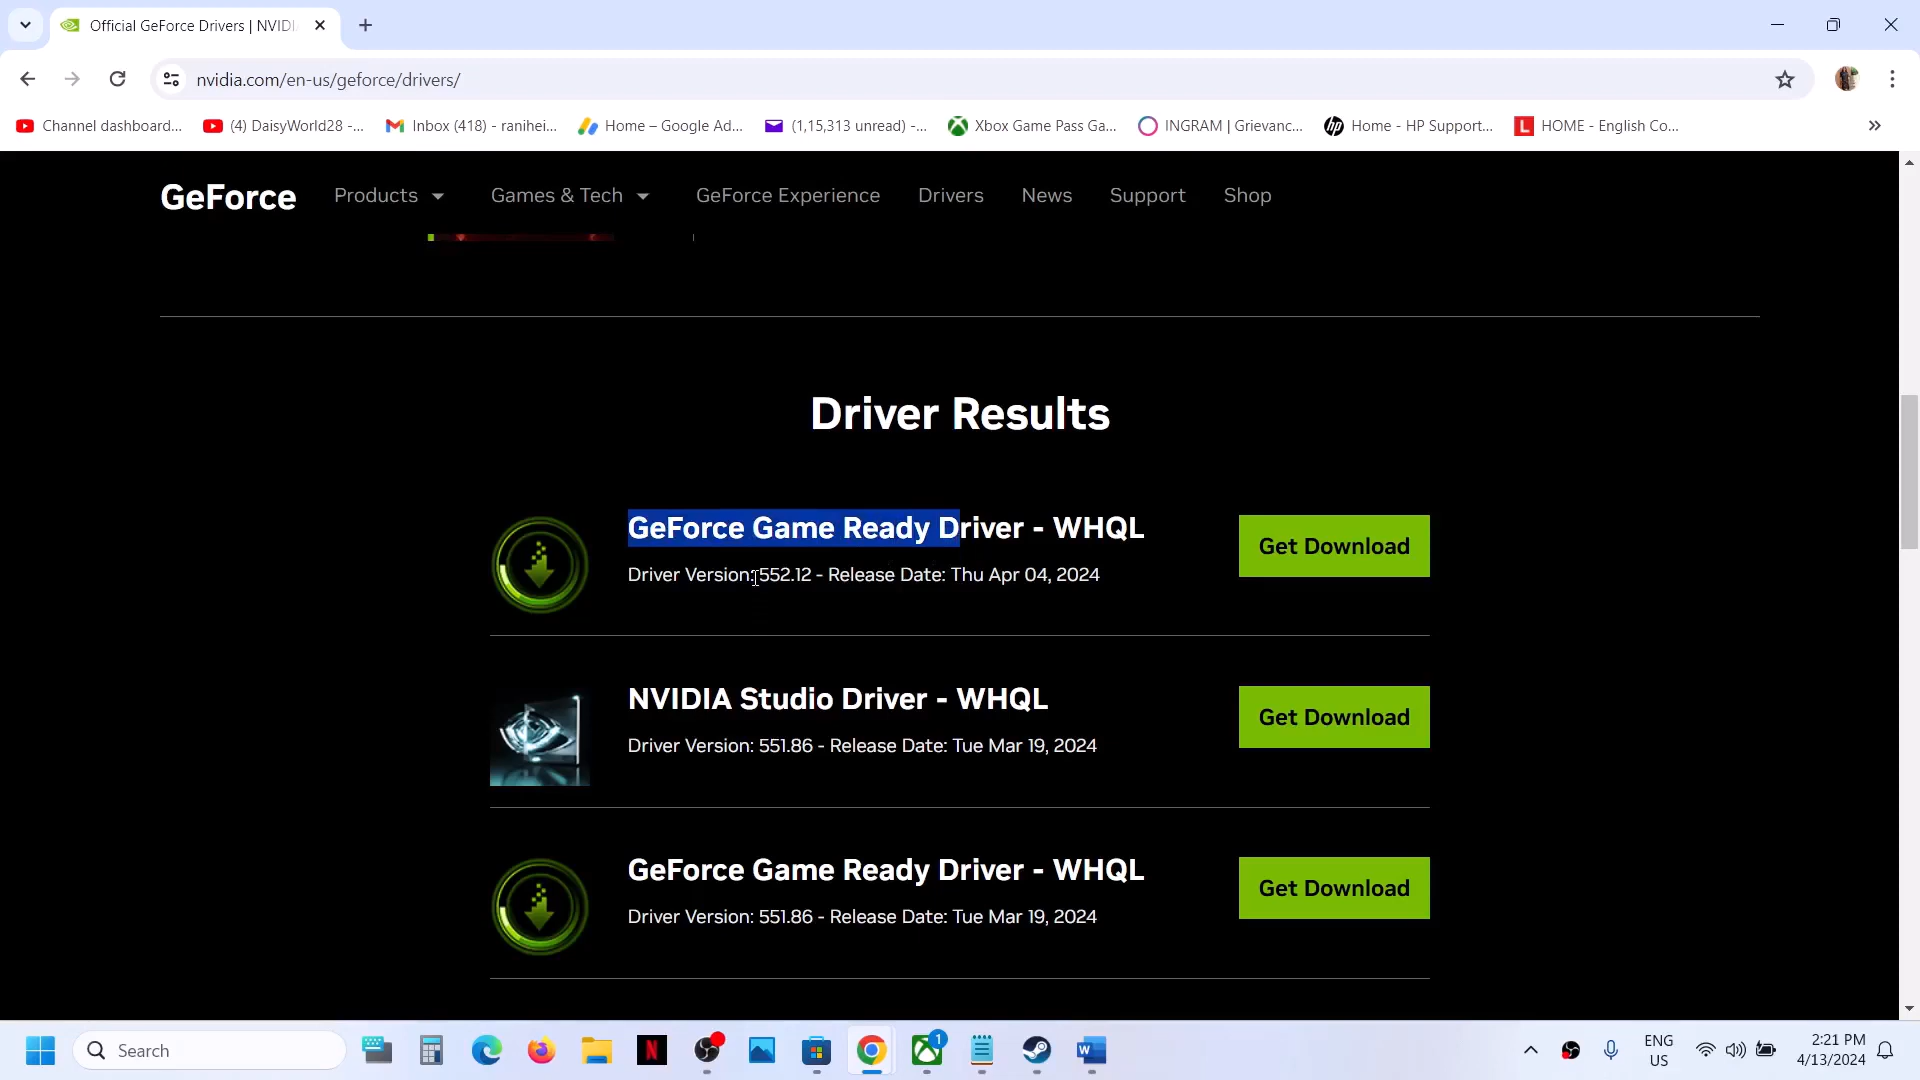 Official GeForce Drivers | NVIDI
nvidia.com/en-us/geforce/drivers/
Channel dashboard...
(4) DaisyWorld28 -...
Inbox (418) - ranihei...
Home – Google Ad...
(1,15,313 unread) -...
Xbox Game Pass Ga...
INGRAM | Grievanc...
Home - HP Support...
HOME - English Co...
GeForce
Products
Games & Tech
GeForce Experience
Drivers
News
Support
Shop
Driver Results
GeForce Game Ready Driver - WHQL
Driver Version: 552.12 - Release Date: Thu Apr 04, 2024
Get Download
NVIDIA Studio Driver - WHQL
Driver Version: 551.86 - Release Date: Tue Mar 19, 2024
Get Download
GeForce Game Ready Driver - WHQL
Driver Version: 551.86 - Release Date: Tue Mar 19, 2024
Get Download
Search
1
ENG
US
2:21 PM
4/13/2024